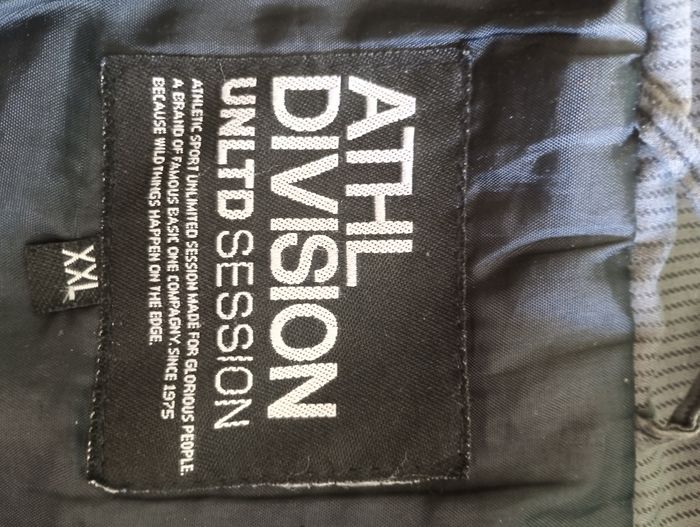 ATHL
DIVISION
UNLTD SESSION
ATHLETIC SPORT UNLIMITED SESSION MADE FOR GLORIOUS PEOPLE.
A BRAND OF FAMOUS BASIC ONE COMPAGNY. SINCE 1975
BECAUSE WILD THINGS HAPPEN ON THE EDGE.
XXL